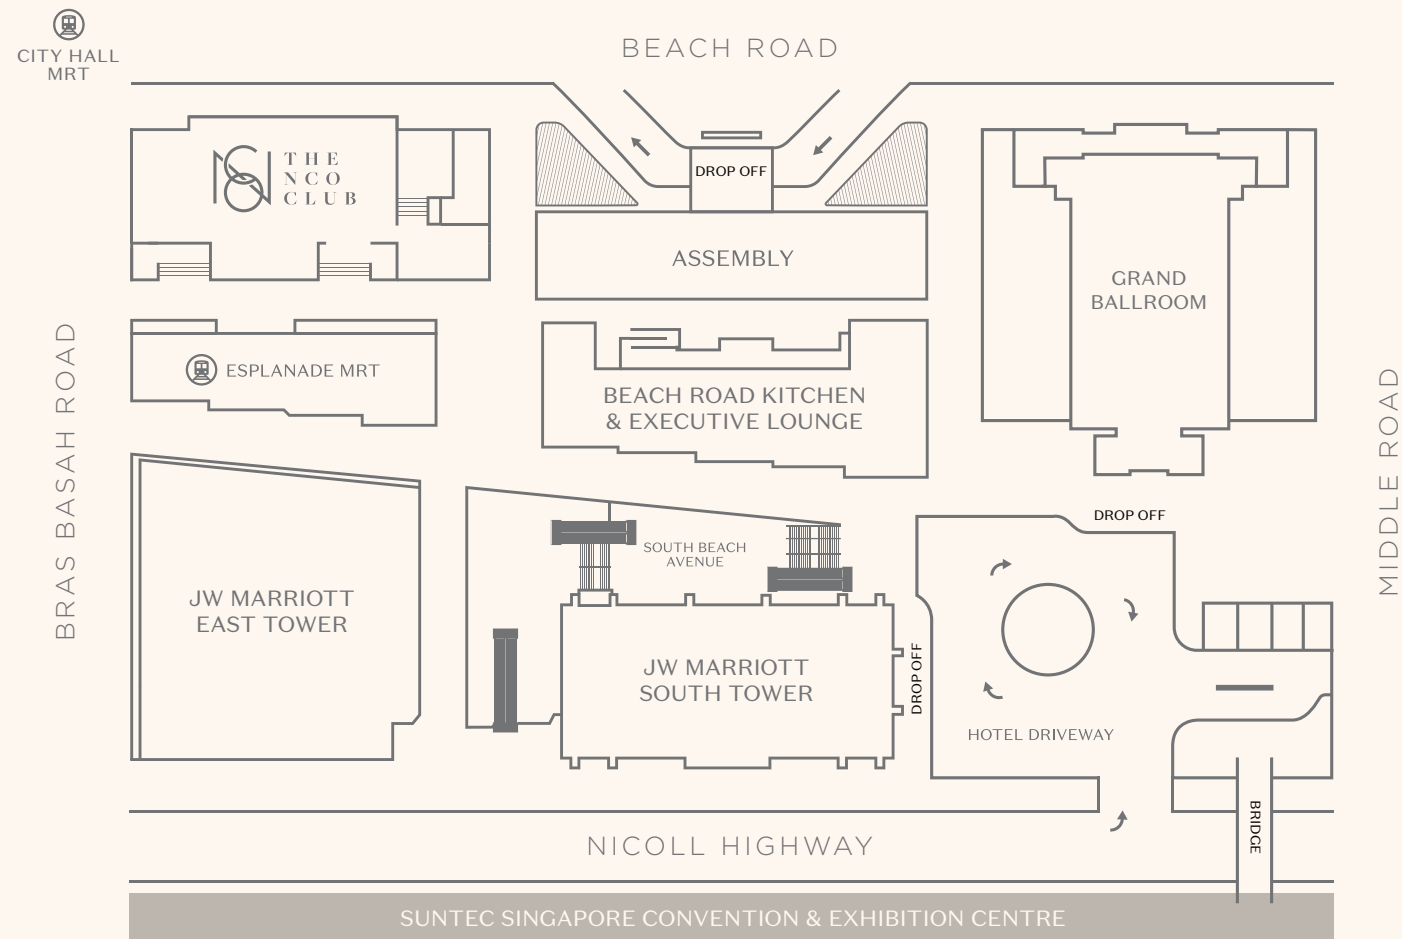 CITY HALL
MRT
BEACH ROAD
THE
NCO
CLUB
DROP OFF
ASSEMBLY
GRAND
BALLROOM
ESPLANADE MRT
BEACH ROAD KITCHEN
& EXECUTIVE LOUNGE
BRAS BASAH ROAD
MIDDLE ROAD
DROP OFF
SOUTH BEACH
AVENUE
JW MARRIOTT
EAST TOWER
JW MARRIOTT
SOUTH TOWER
DROP OFF
HOTEL DRIVEWAY
BRIDGE
NICOLL HIGHWAY
SUNTEC SINGAPORE CONVENTION & EXHIBITION CENTRE